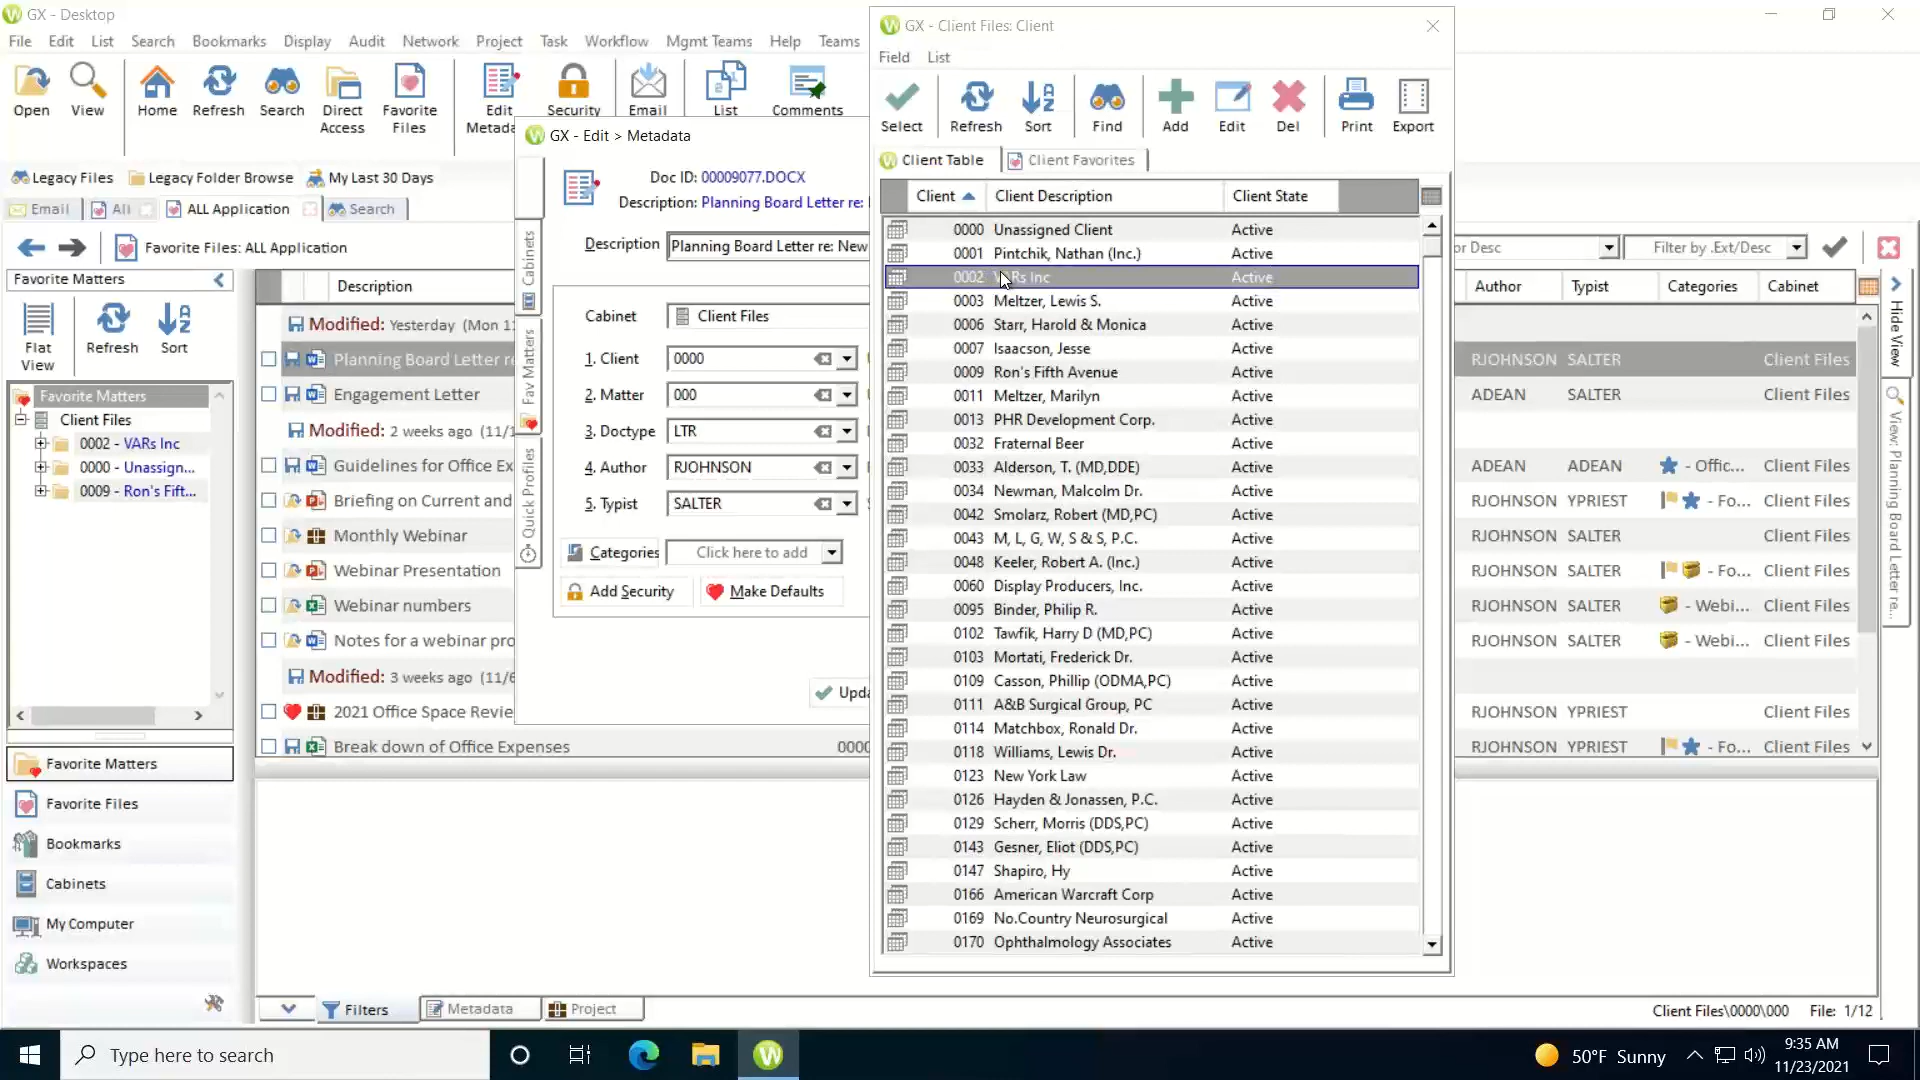 GX - Desktop
File Edit List Search Bookmarks Display Audit Network Project Task Workflow Mgmt Teams Help Teams
Open View Home Refresh Search Direct Access Favorite Files Edit Metada Security Email List Comments
Legacy Files Legacy Folder Browse My Last 30 Days
Email All ALL Application Search
Favorite Files: ALL Application
or Desc Filter by .Ext/Desc
Favorite Matters
Flat View Refresh Sort
Favorite Matters
Client Files
0002 - VARs Inc
0000 - Unassign...
0009 - Ron's Fift...
Favorite Matters
Favorite Files
Bookmarks
Cabinets
My Computer
Workspaces
Description
Modified: Yesterday (Mon 1
Planning Board Letter re
Engagement Letter
Modified: 2 weeks ago (11/
Guidelines for Office Ex
Briefing on Current and
Monthly Webinar
Webinar Presentation
Webinar numbers
Notes for a webinar pro
Modified: 3 weeks ago (11/6
2021 Office Space Revie
Break down of Office Expenses 0000
GX - Edit > Metadata
Doc ID: 00009077.DOCX
Description: Planning Board Letter re:
Description Planning Board Letter re: New
Cabinets
Fav Matters
Quick Profiles
Cabinet Client Files
1. Client 0000
2. Matter 000
3. Doctype LTR
4. Author RJOHNSON
5. Typist SALTER
Categories Click here to add
Add Security Make Defaults
Upda
GX - Client Files: Client
Field List
Select Refresh Sort Find Add Edit Del Print Export
Client Table Client Favorites
Client Client Description Client State
0000 Unassigned Client Active
0001 Pintchik, Nathan (Inc.) Active
0002 VARs Inc Active
0003 Meltzer, Lewis S. Active
0006 Starr, Harold & Monica Active
0007 Isaacson, Jesse Active
0009 Ron's Fifth Avenue Active
0011 Meltzer, Marilyn Active
0013 PHR Development Corp. Active
0032 Fraternal Beer Active
0033 Alderson, T. (MD,DDE) Active
0034 Newman, Malcolm Dr. Active
0042 Smolarz, Robert (MD,PC) Active
0043 M, L, G, W, S & S, P.C. Active
0048 Keeler, Robert A. (Inc.) Active
0060 Display Producers, Inc. Active
0095 Binder, Philip R. Active
0102 Tawfik, Harry D (MD,PC) Active
0103 Mortati, Frederick Dr. Active
0109 Casson, Phillip (ODMA,PC) Active
0111 A&B Surgical Group, PC Active
0114 Matchbox, Ronald Dr. Active
0118 Williams, Lewis Dr. Active
0123 New York Law Active
0126 Hayden & Jonassen, P.C. Active
0129 Scherr, Morris (DDS,PC) Active
0143 Gesner, Eliot (DDS,PC) Active
0147 Shapiro, Hy Active
0166 American Warcraft Corp Active
0169 No.Country Neurosurgical Active
0170 Ophthalmology Associates Active
Author Typist Categories Cabinet
RJOHNSON SALTER Client Files
ADEAN SALTER Client Files
ADEAN ADEAN - Offic... Client Files
RJOHNSON YPRIEST - Fo... Client Files
RJOHNSON SALTER Client Files
RJOHNSON SALTER - Fo... Client Files
RJOHNSON SALTER - Webi... Client Files
RJOHNSON SALTER - Webi... Client Files
RJOHNSON YPRIEST Client Files
RJOHNSON YPRIEST - Fo... Client Files
Hide View
View: Planning Board Letter re...
Filters Metadata Project
Client Files\0000\000 File: 1/12
Type here to search
50°F Sunny
9:35 AM
11/23/2021